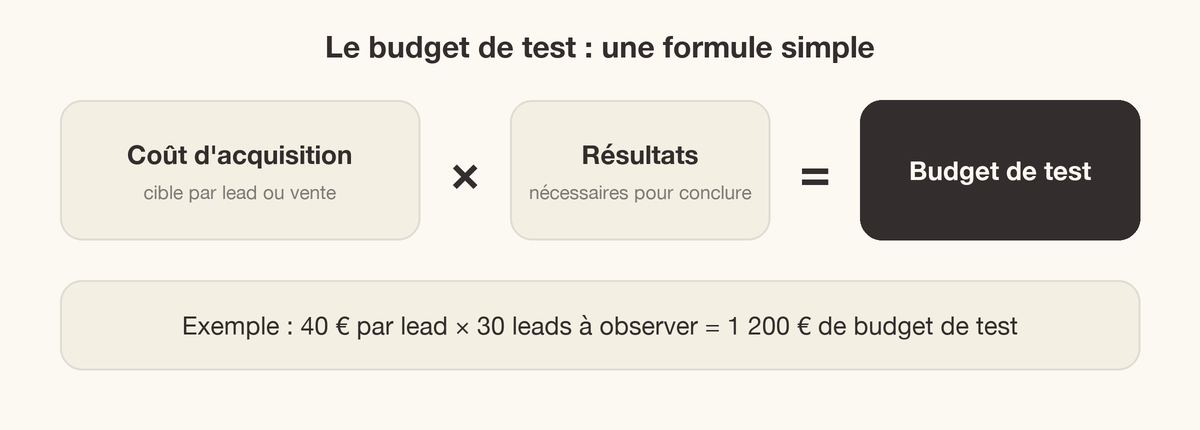 Le budget de test : une formule simple
Coût d'acquisition
cible par lead ou vente
×
Résultats
nécessaires pour conclure
=
Budget de test
Exemple : 40 € par lead × 30 leads à observer = 1 200 € de budget de test